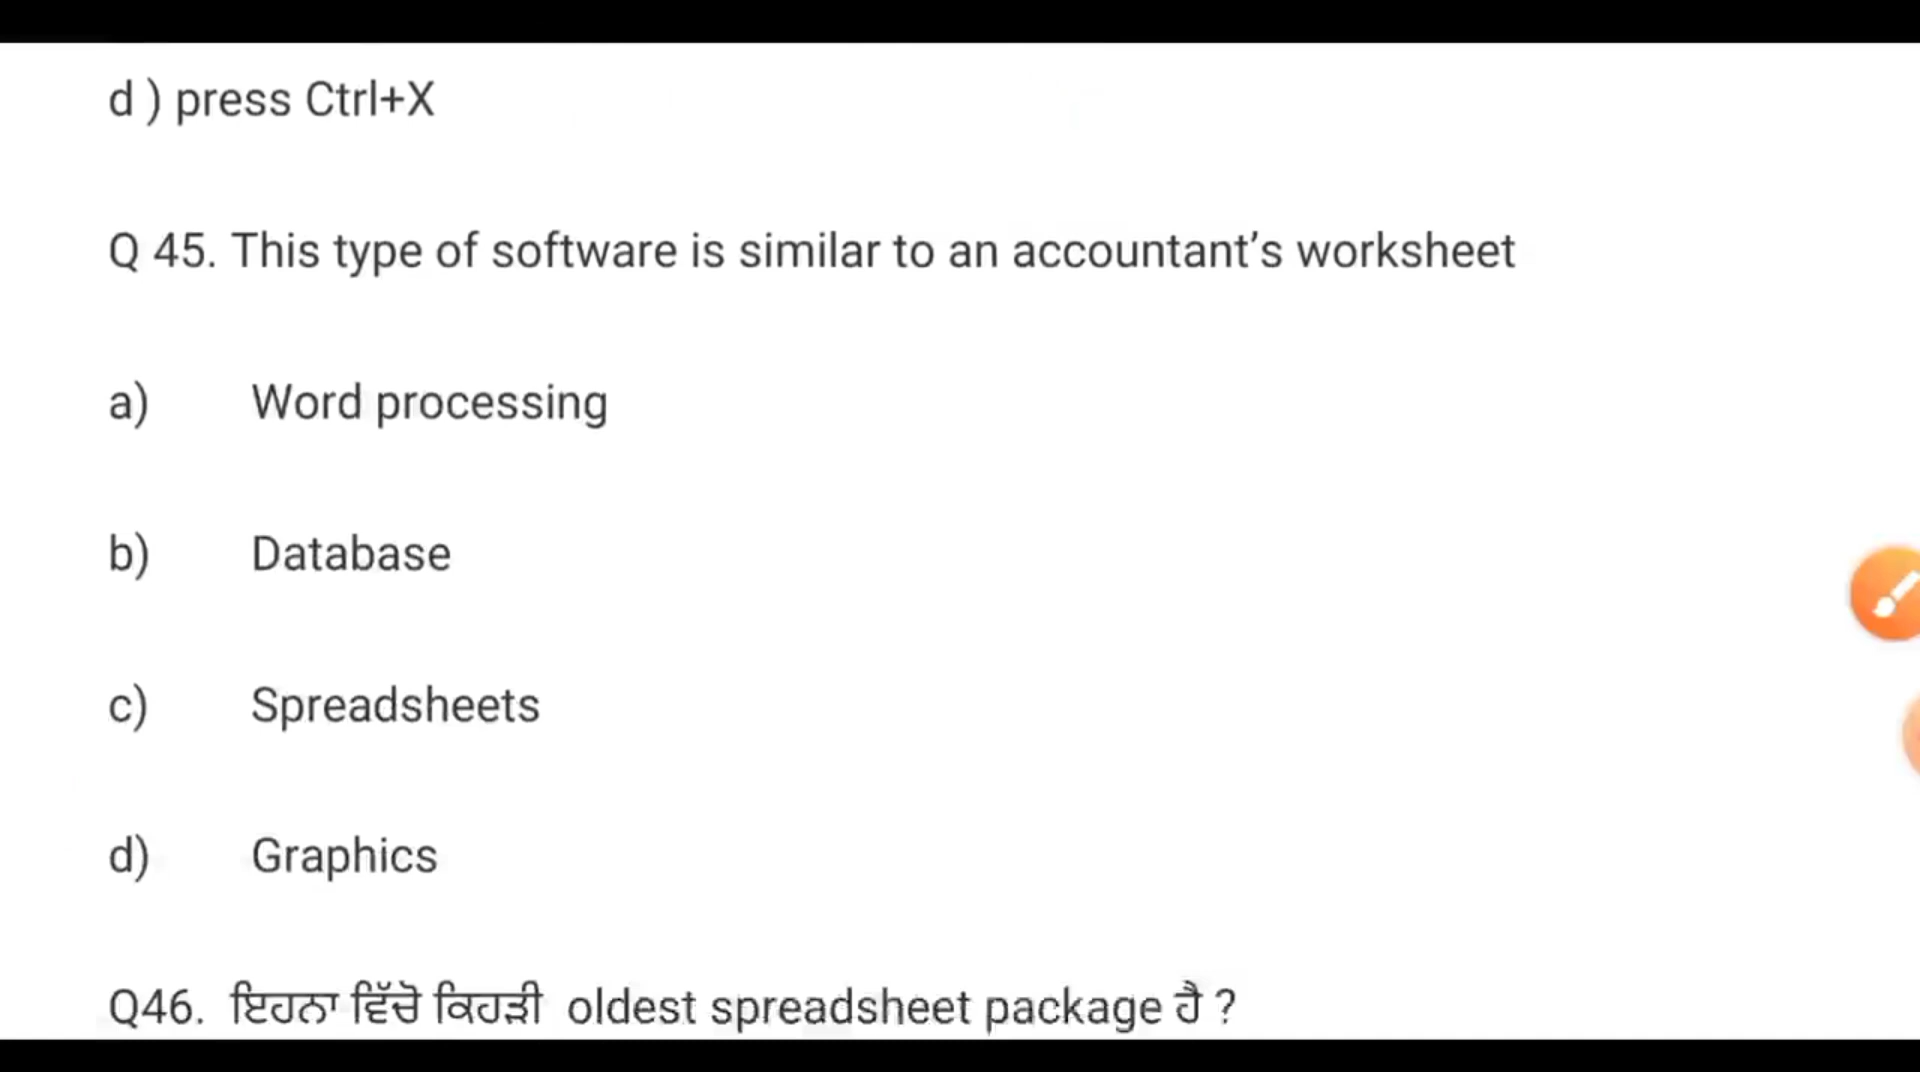 d ) press Ctrl+X
Q 45. This type of software is similar to an accountant’s worksheet
a) Word processing
b) Database
c) Spreadsheets
d) Graphics
Q46. ਇਹਨਾ ਵਿੱਚੋ ਕਿਹੜੀ oldest spreadsheet package ਹੈ ?